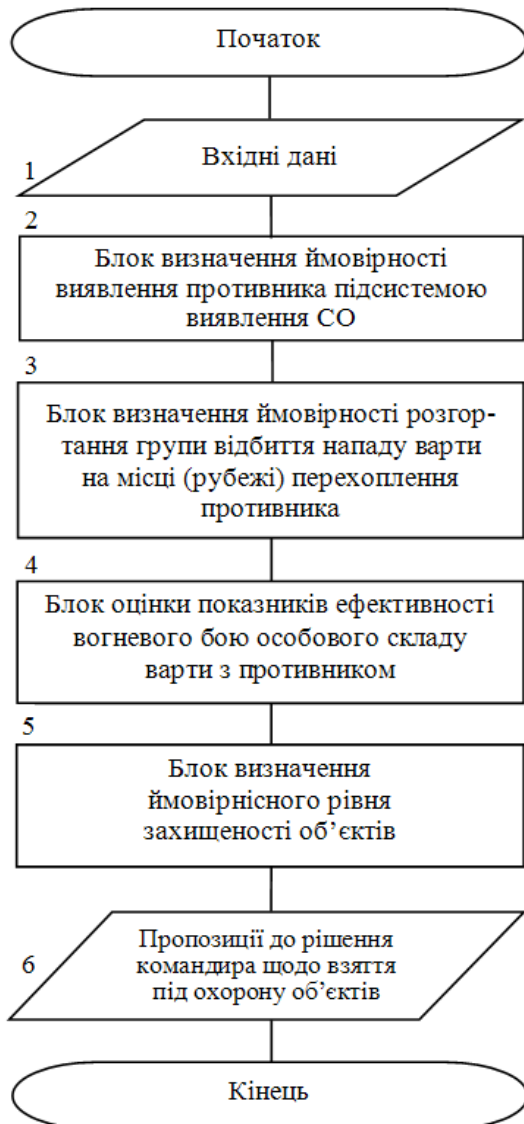 Початок
Вхідні дані
1
2
Блок визначення ймовірності
виявлення противника підсистемою
виявлення СО
3
Блок визначення ймовірності розгор-
тання групи відбиття нападу варти
на місці (рубежі) перехоплення
противника
4
Блок оцінки показників ефективності
вогневого бою особового складу
варти з противником
5
Блок визначення
ймовірнісного рівня
захищеності об’єктів
6
Пропозиції до рішення
командира щодо взяття
під охорону об’єктів
Кінець